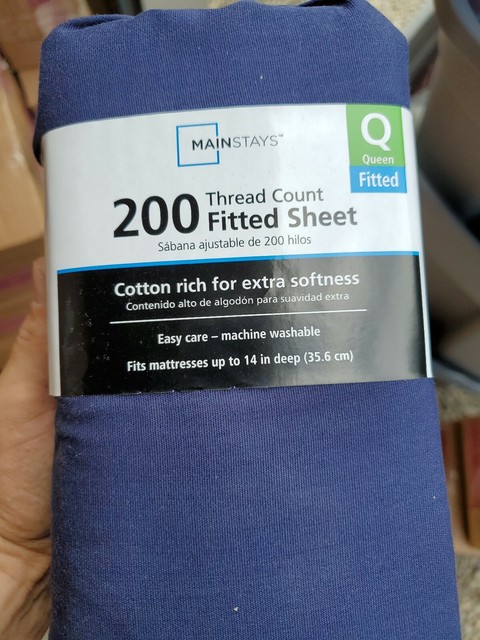 MAINSTAYS™
Q
Queen
Fitted
200 Thread Count
Fitted Sheet
Sábana ajustable de 200 hilos
Cotton rich for extra softness
Contenido alto de algodón para suavidad extra
Easy care – machine washable
Fits mattresses up to 14 in deep (35.6 cm)